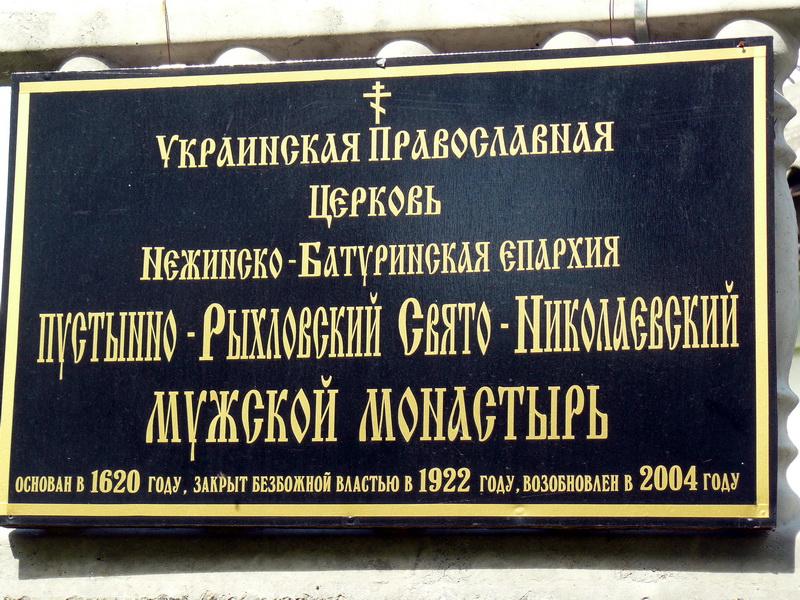 Украинская Православная
Церковь
Нежинско-Батуринская епархия
Пустынно-Рыхловский Свято-Николаевский
мужской монастырь
основан в 1620 году, закрыт безбожной властью в 1922 году, возобновлен в 2004 году